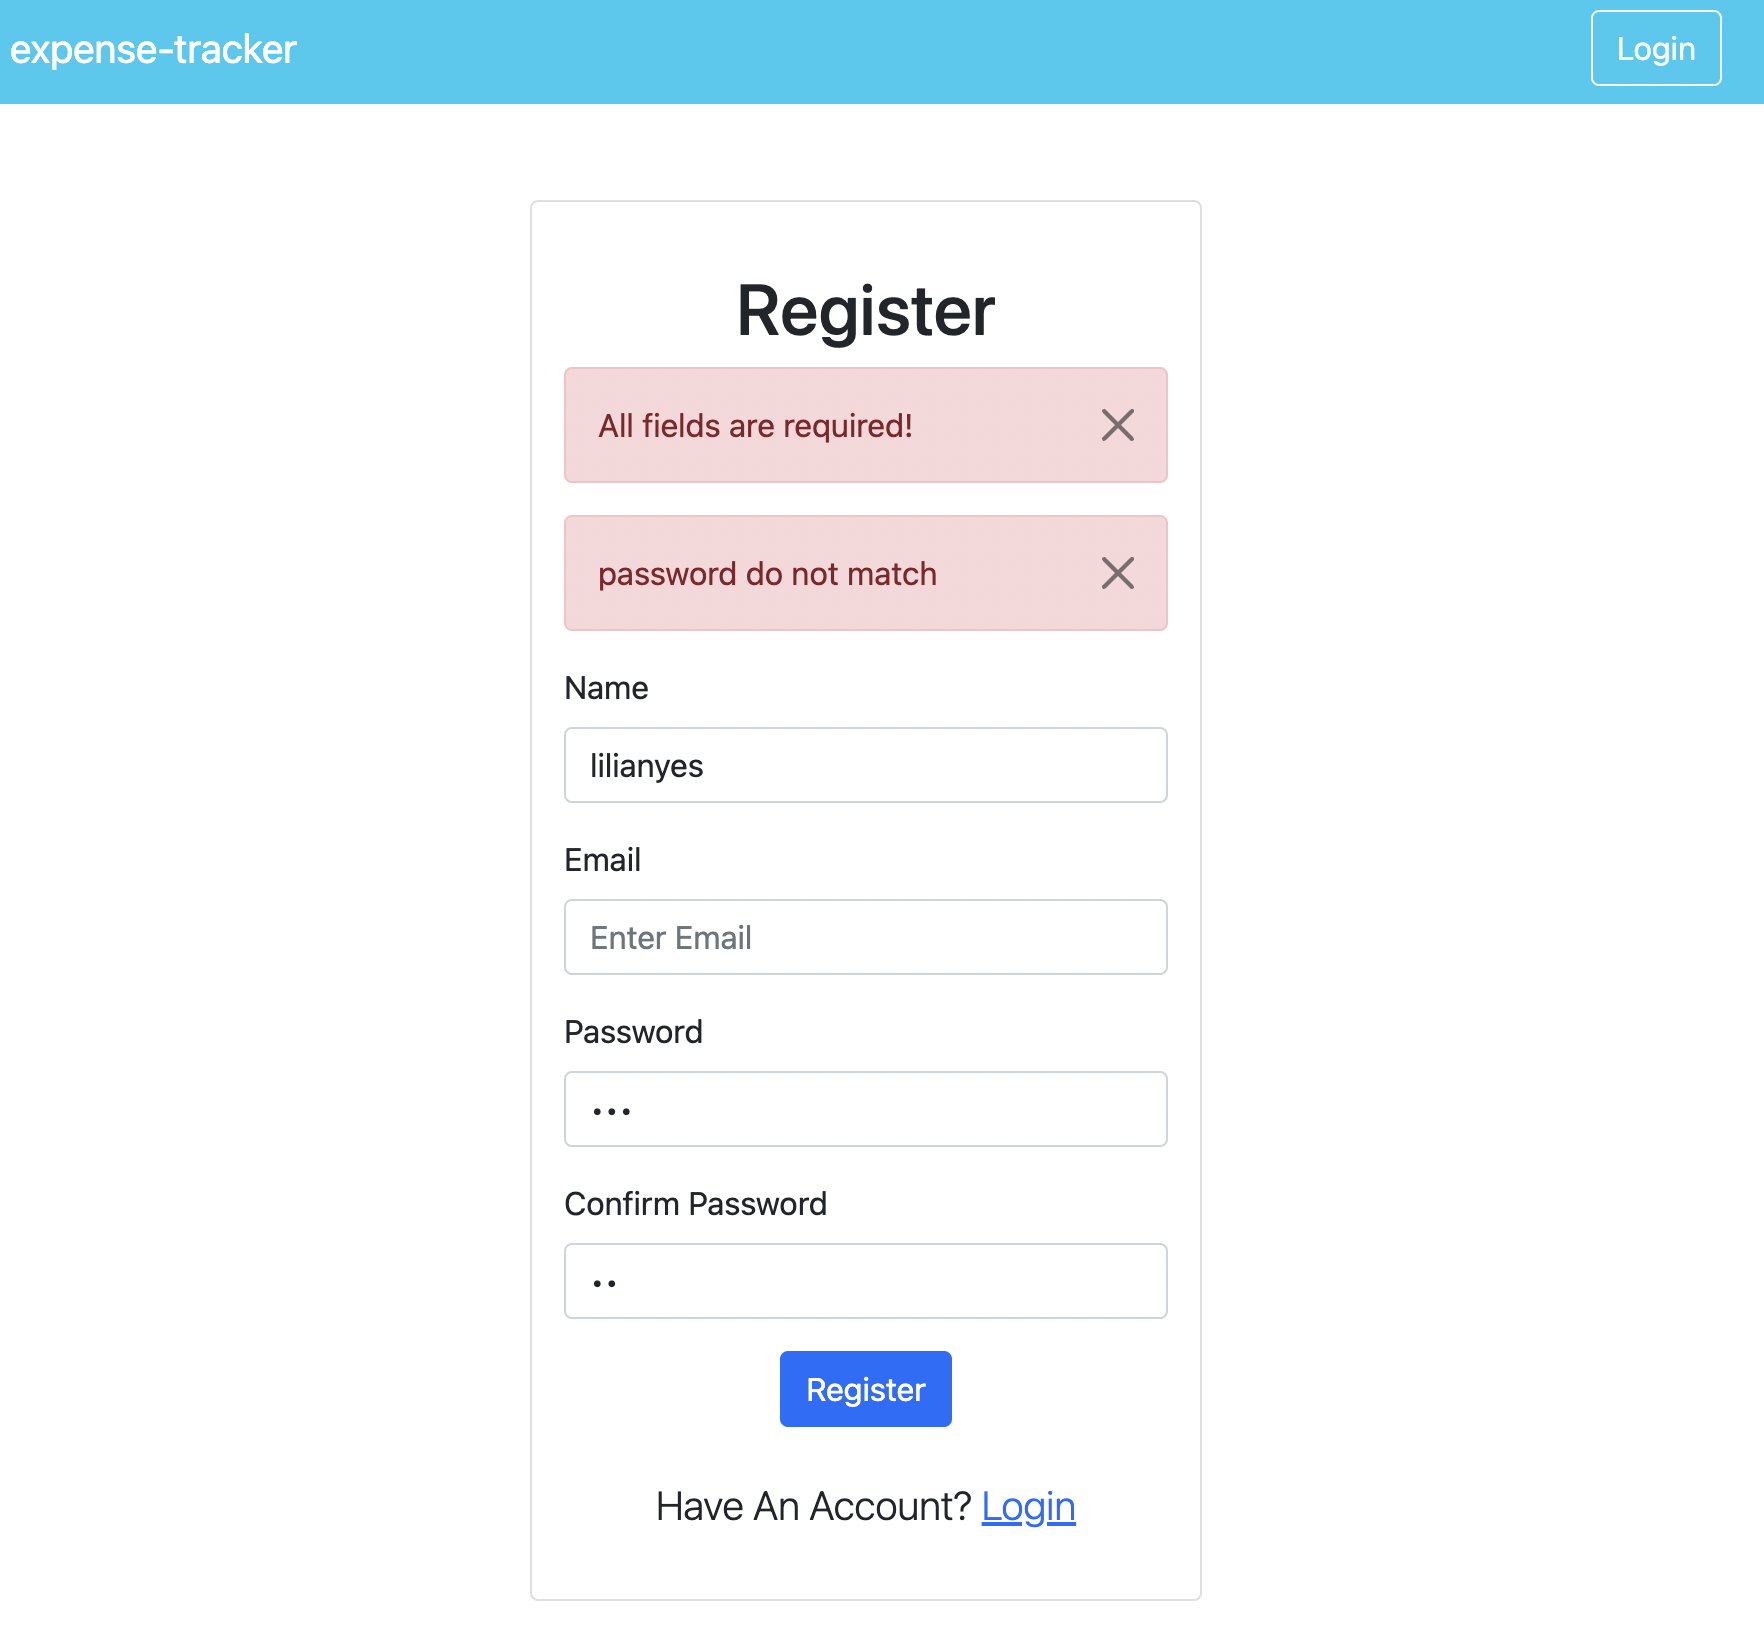 expense-tracker
Login
Register
All fields are required!
password do not match
Name
lilianyes
Email
Enter Email
Password
•••
Confirm Password
••
Register
Have An Account? Login